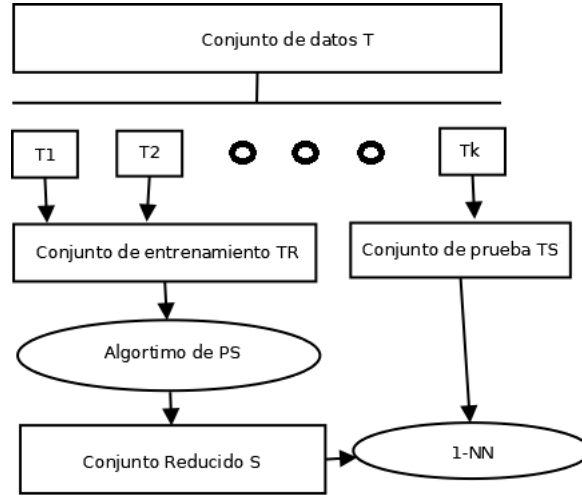 Conjunto de datos T
T1
T2
Tk
Conjunto de entrenamiento TR
Conjunto de prueba TS
Algortimo de PS
Conjunto Reducido S
1-NN